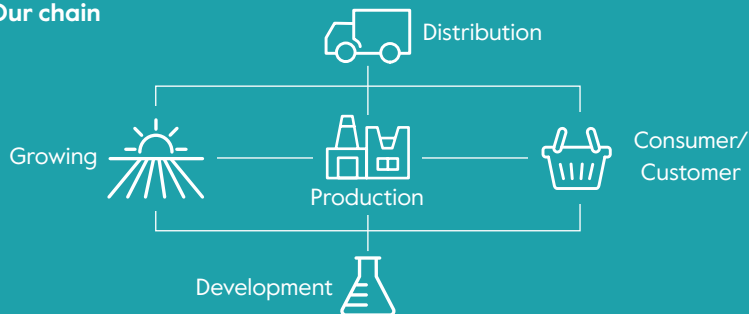 Our chain
Distribution
Growing
Consumer/
Customer
Production
Development